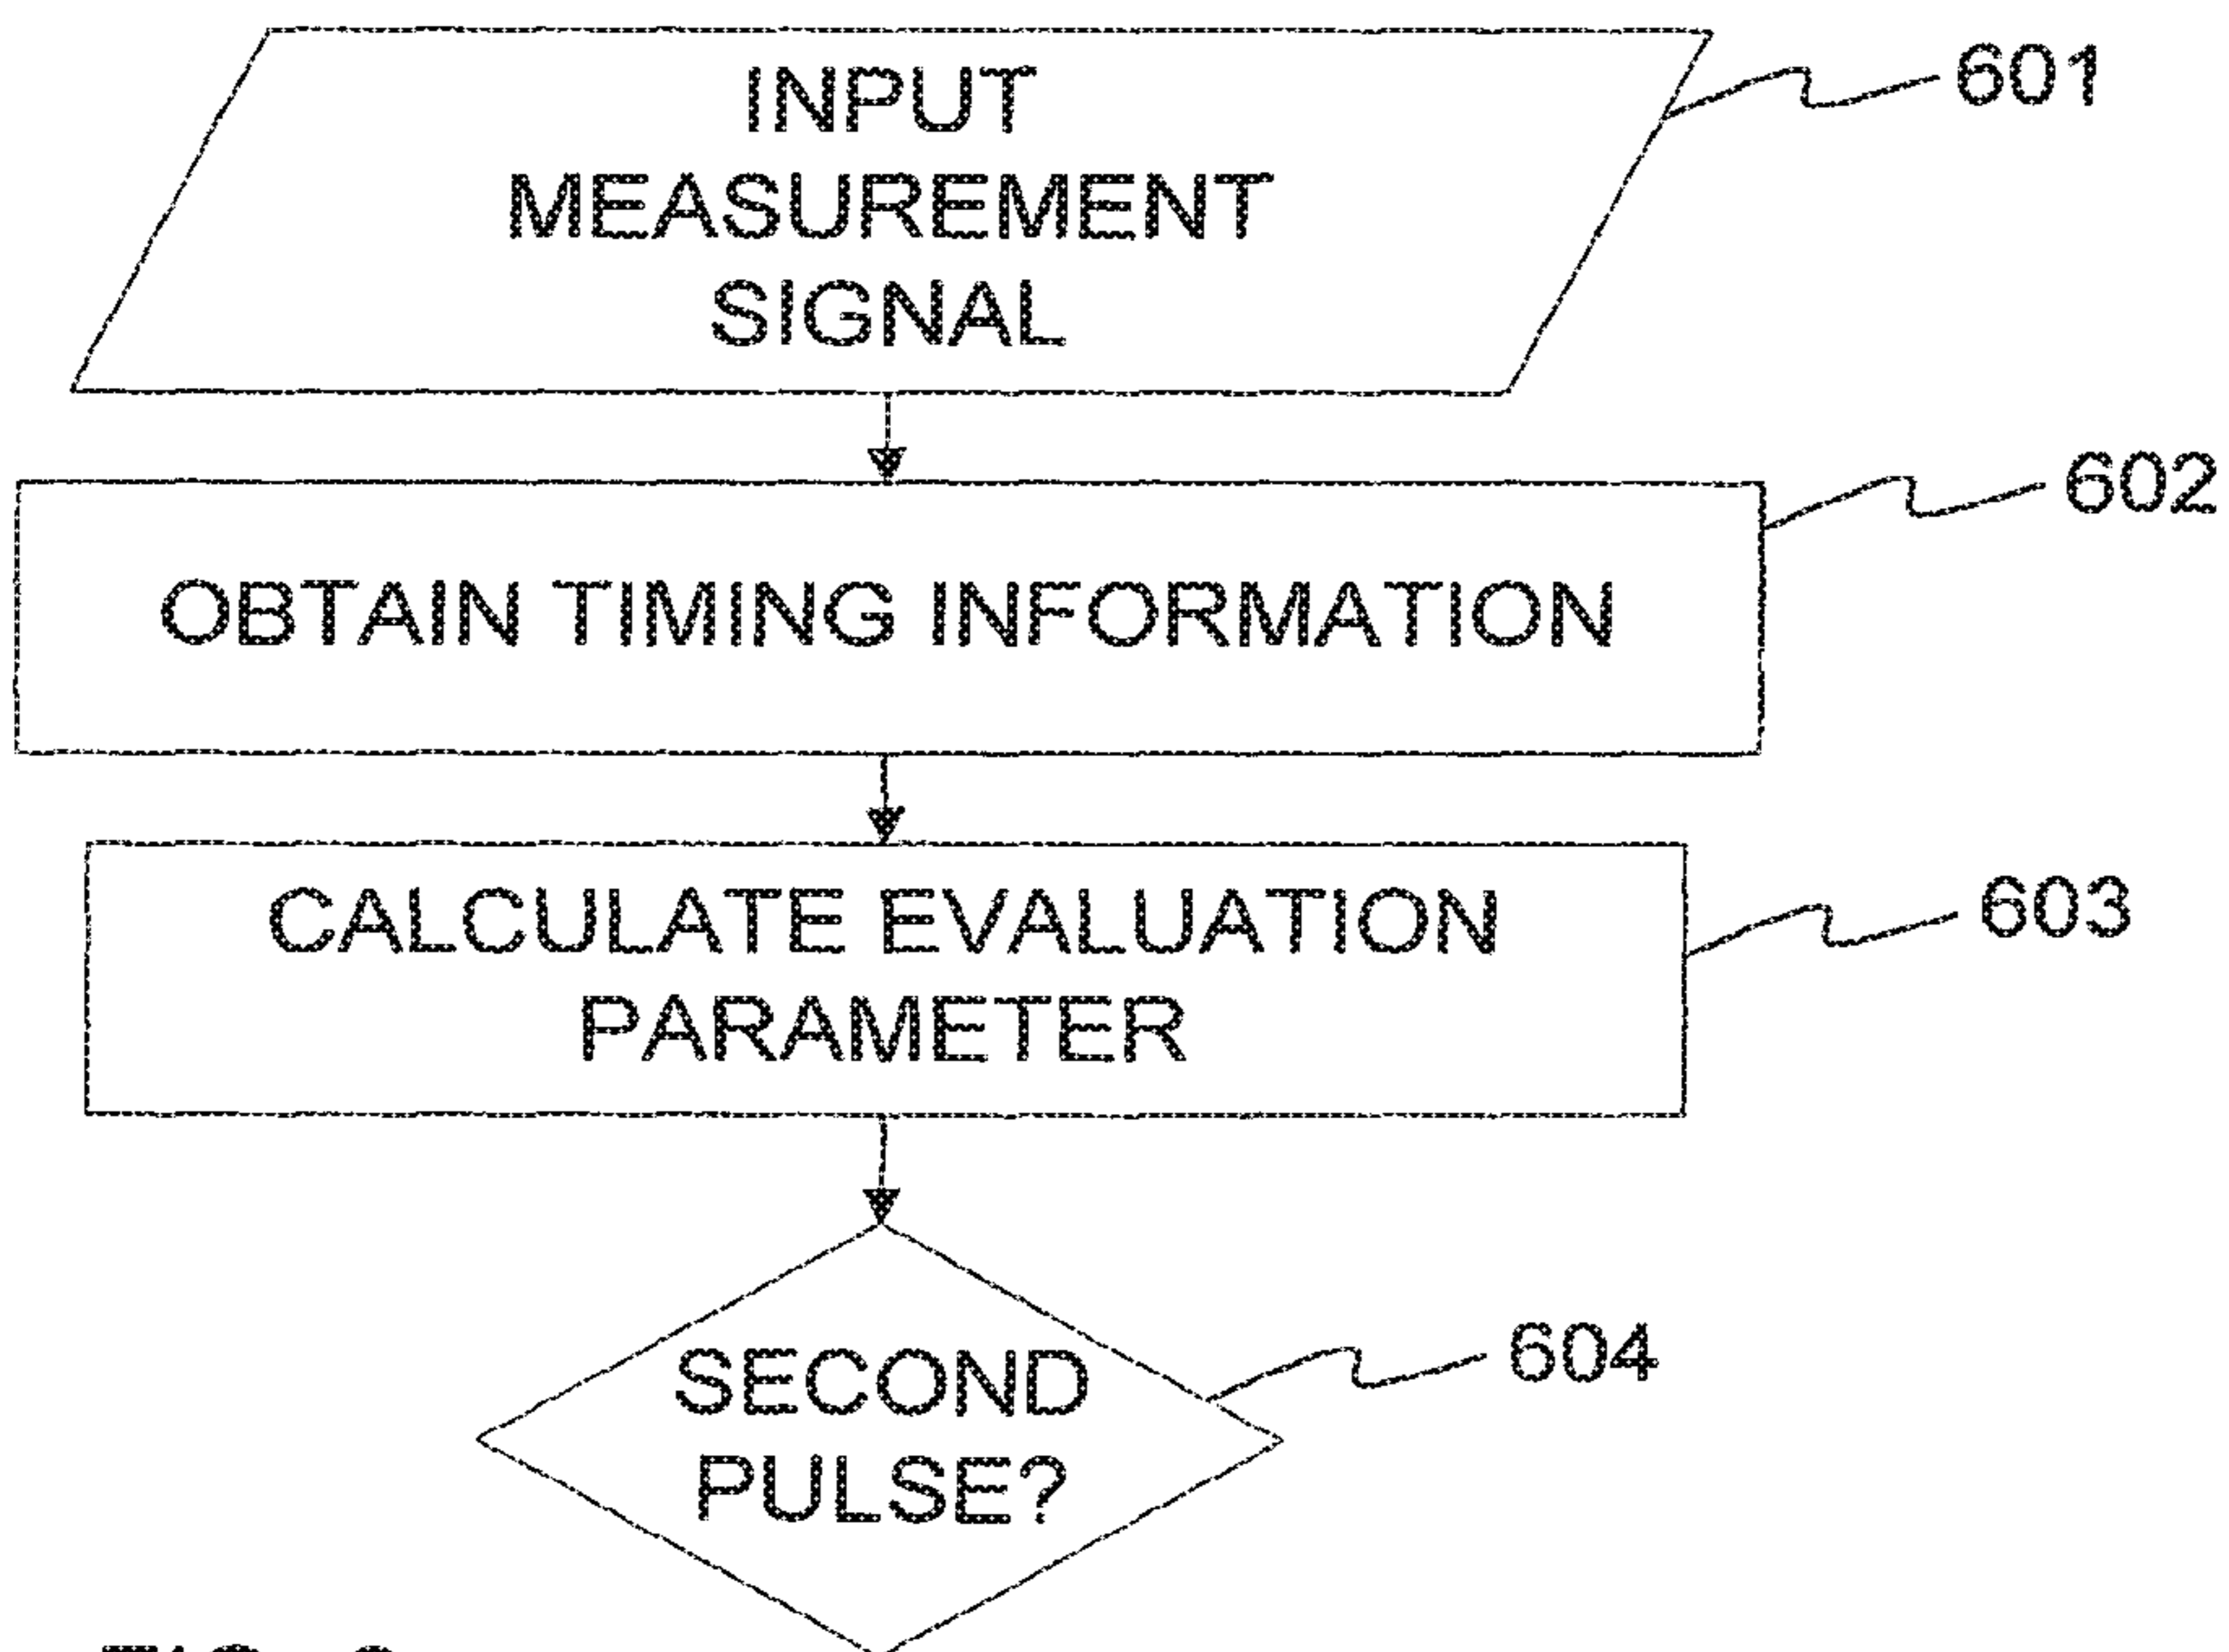 INPUT
MEASUREMENT
SIGNAL
601
602
OBTAIN TIMING INFORMATION
CALCULATE EVALUATION
PARAMETER
603
SECOND
PULSE?
604